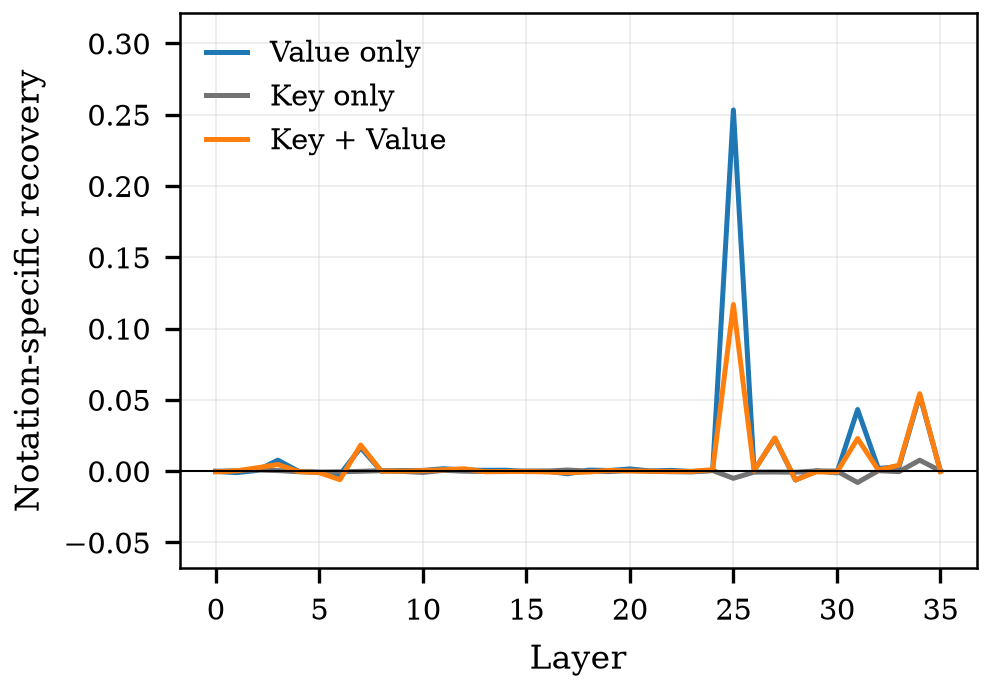 Value only
Key only
Key + Value
Notation-specific recovery
0.30
0.25
0.20
0.15
0.10
0.05
0.00
−0.05
0 5 10 15 20 25 30 35
Layer